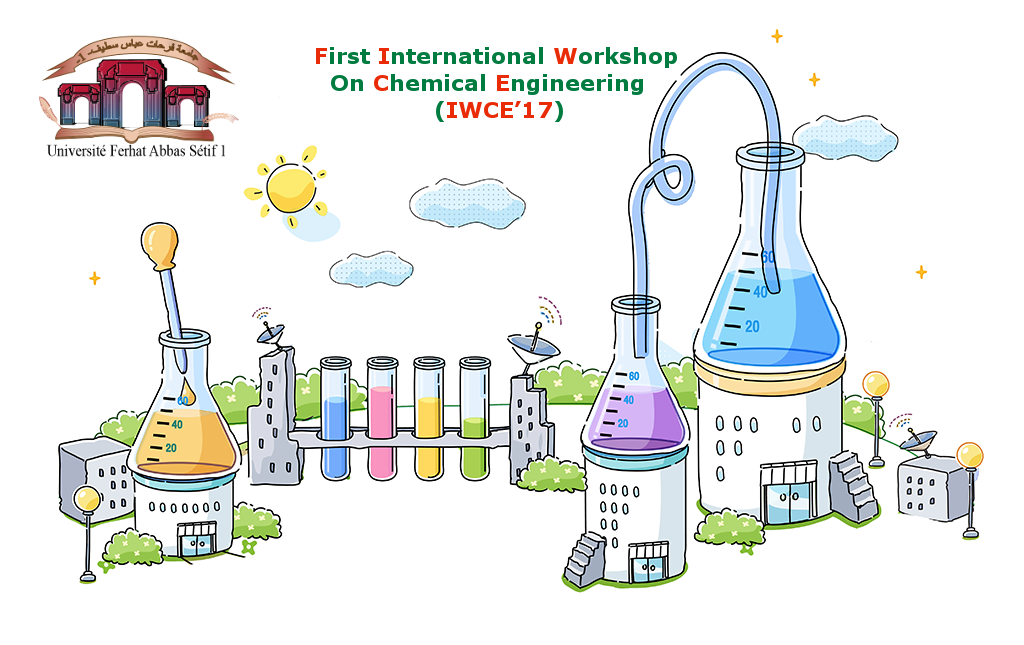 جامعة فرحات عباس سطيف-1
Université Ferhat Abbas Sétif 1
First International Workshop
On Chemical Engineering
(IWCE’17)
60
40
20
60
40
20
60
40
20